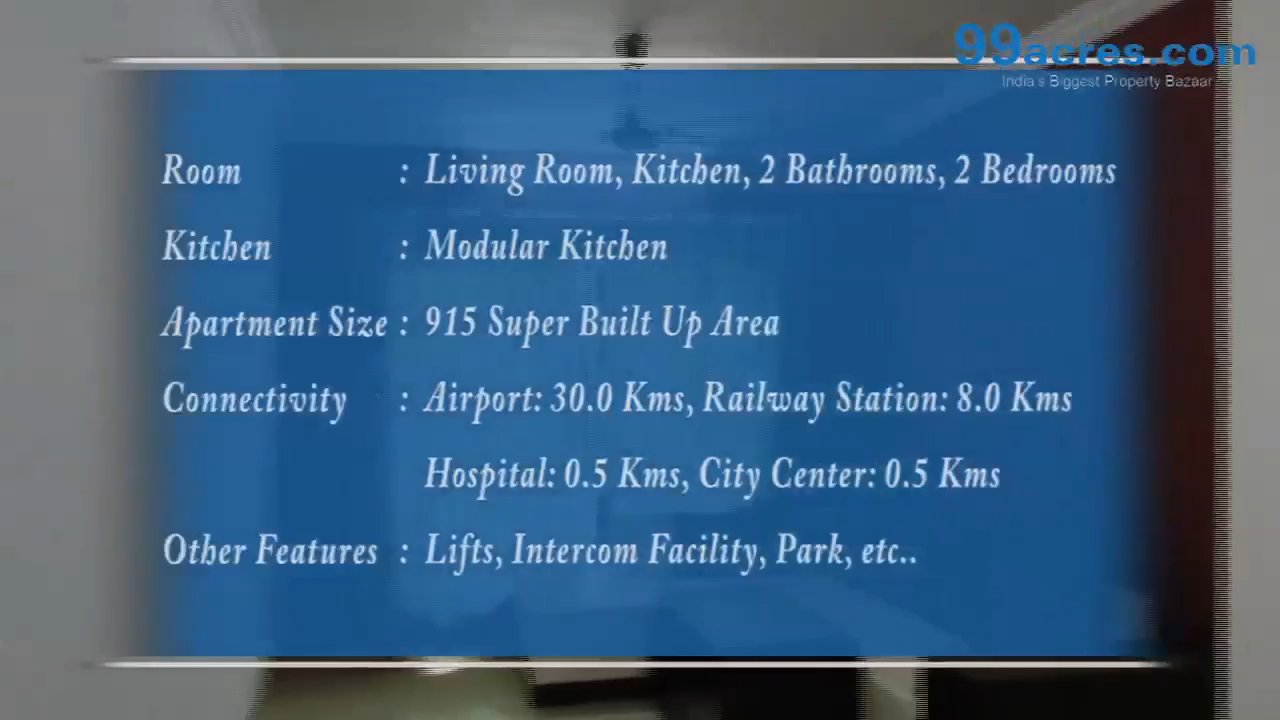 99acres.com
India's Biggest Property Bazaar
Room : Living Room, Kitchen, 2 Bathrooms, 2 Bedrooms
Kitchen : Modular Kitchen
Apartment Size : 915 Super Built Up Area
Connectivity : Airport: 30.0 Kms, Railway Station: 8.0 Kms
Hospital: 0.5 Kms, City Center: 0.5 Kms
Other Features : Lifts, Intercom Facility, Park, etc..